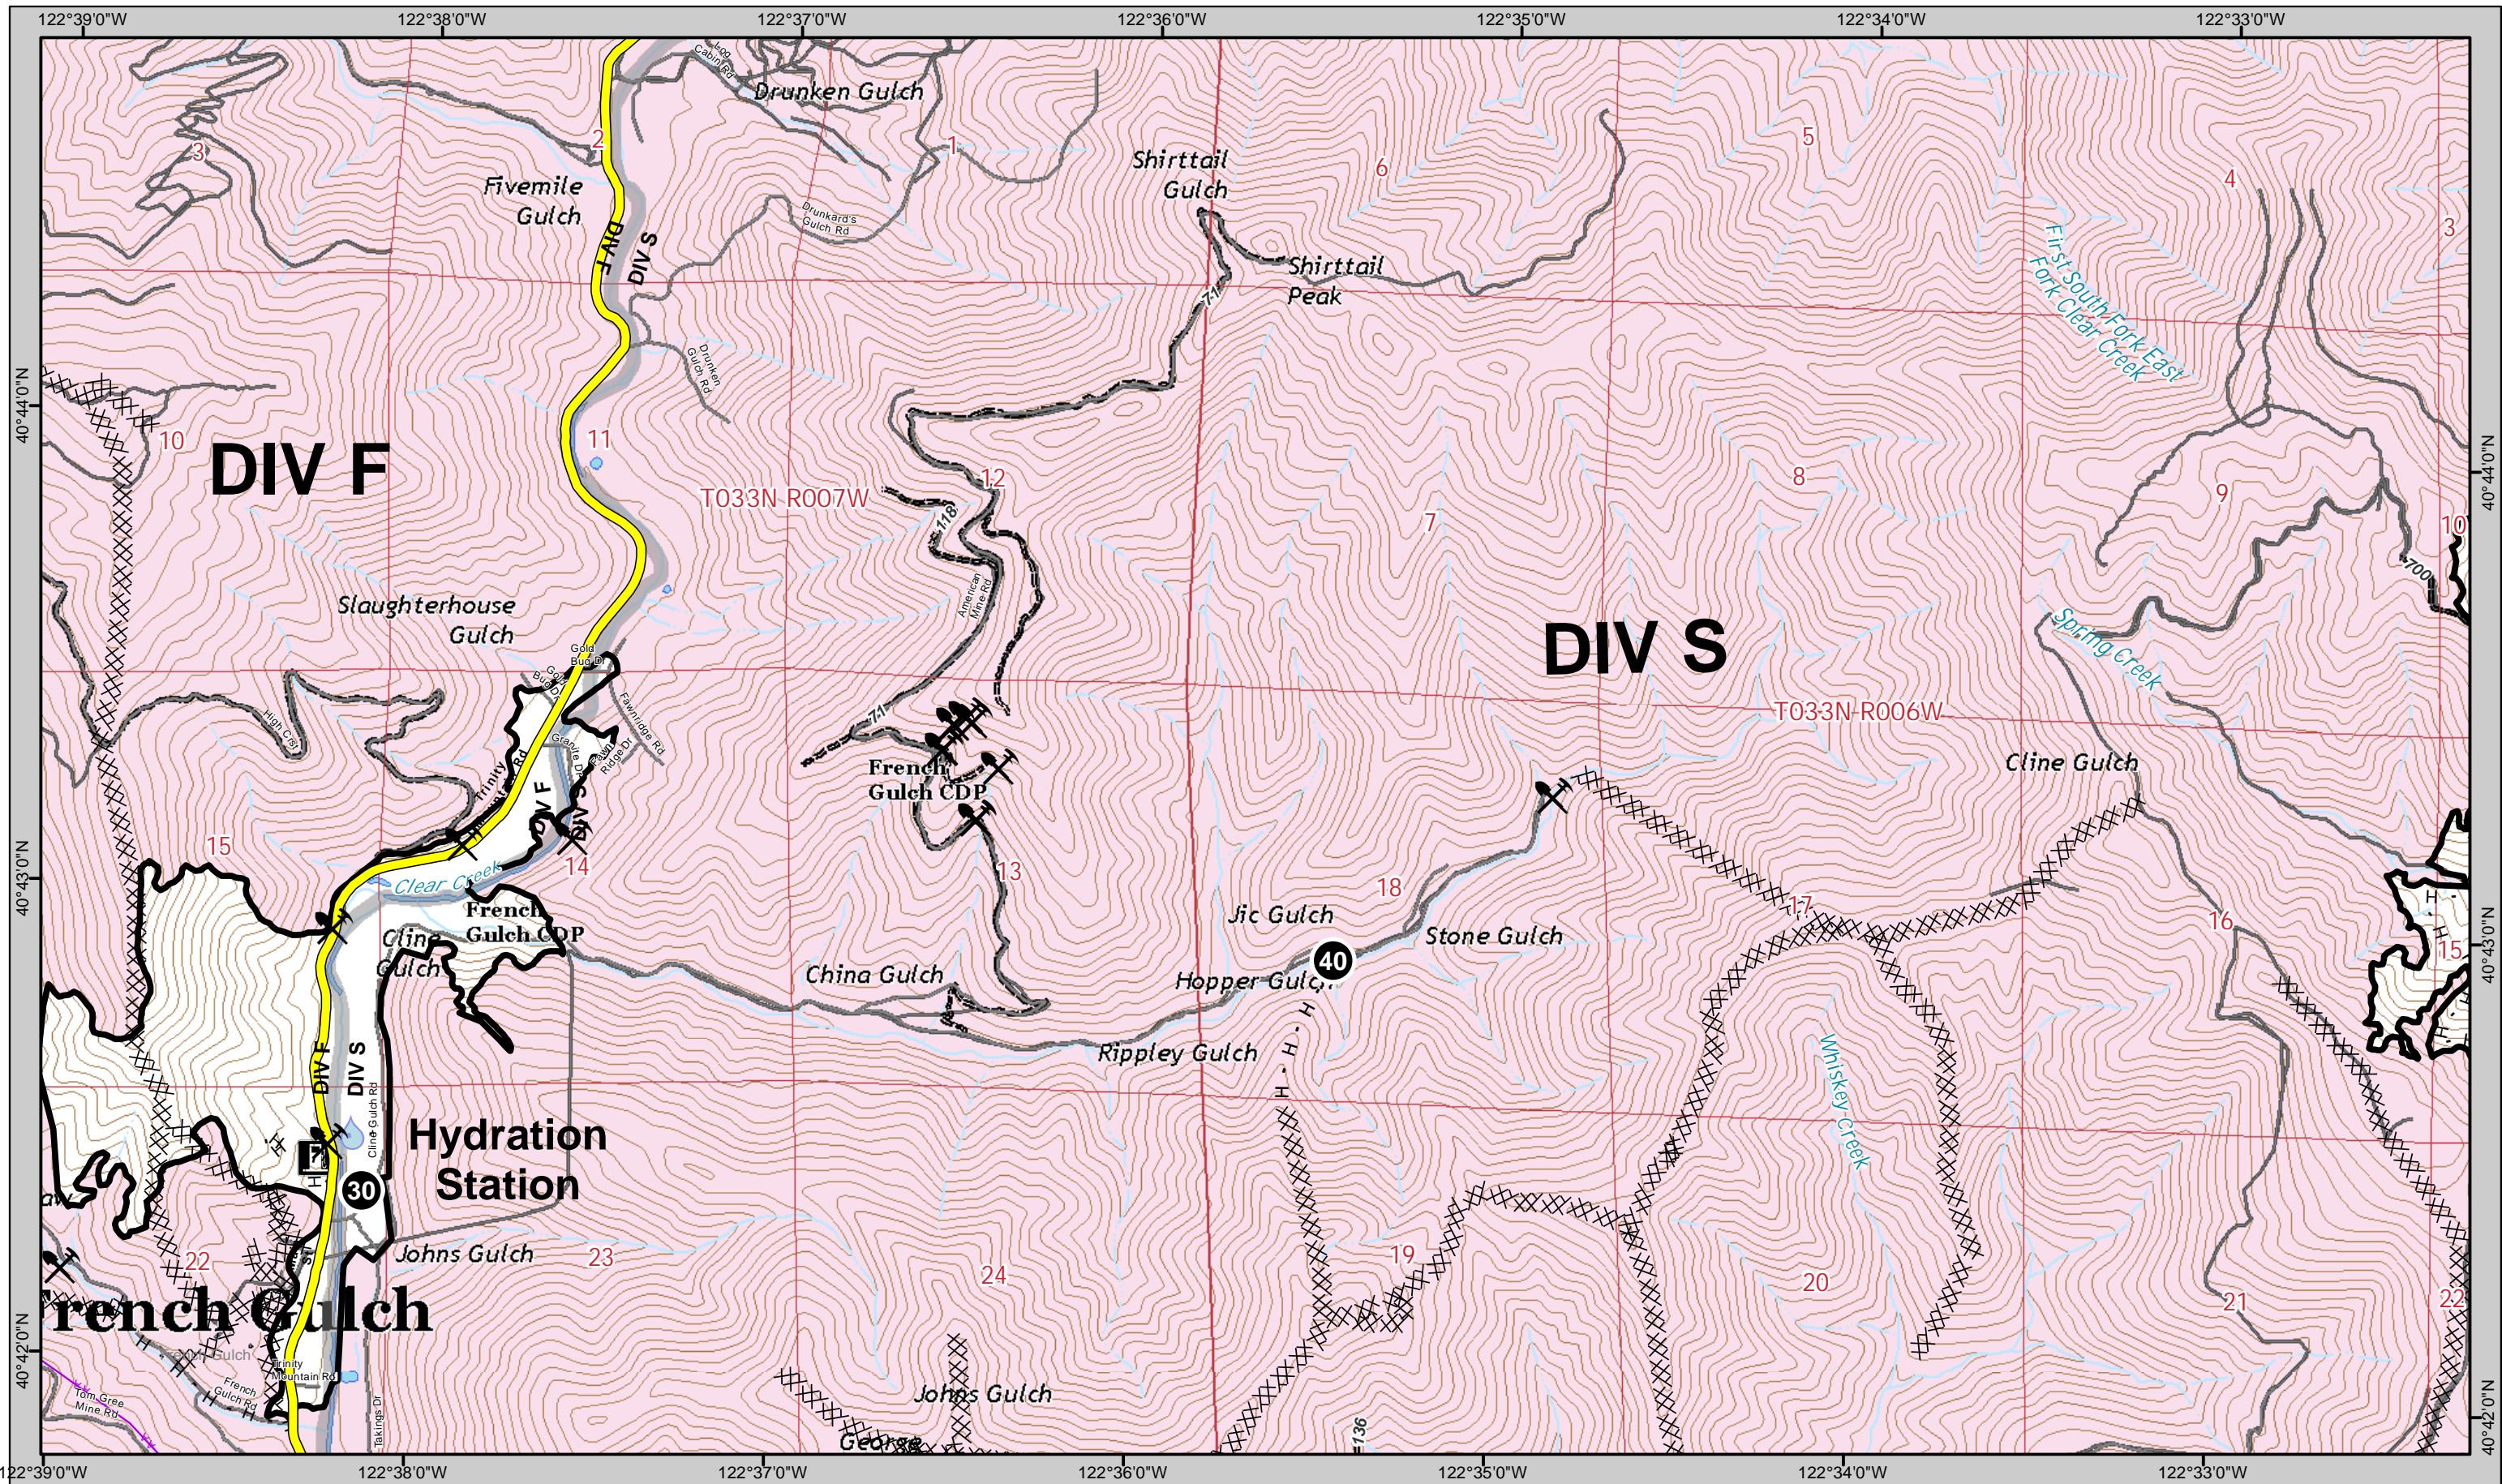 122°39'0"W
122°38'0"W
122°37'0"W
122°36'0"W
122°35'0"W
122°34'0"W
122°33'0"W
Log
Cabin Rd
Drunken Gulch
2
3
1
5
6
4
3
Shirttail
Gulch
Fivemile
Gulch
Drunkard's
Gulch Rd
DIV F
DIV S
Shirttail
Peak
71
First South Fork East
Fork Clear Creek
Drunken
Gulch Rd
40°44'0"N
40°44'0"N
10
DIV F
11
12
T033N R007W
118
7
8
9
10
700
American
Mine Rd
Slaughterhouse
Gulch
DIV S
Spring Creek
Gold
Bug Dr
Gold
Bug Dr
Fawnridge Rd
High Crst
71
T033N R006W
Granite Dr
Fawn
Ridge Dr
Trinity
Mountain Rd
French
Gulch CDP
Cline Gulch
DIV F
DIV S
15
14
13
18
17
16
15
40°43'0"N
40°43'0"N
Clear Creek
French
Gulch CDP
Cline
Gulch
Jic Gulch
Stone Gulch
40
China Gulch
Hopper Gulch
H
H
Rippley Gulch
Whiskey Creek
H - H - H - H
DIV F
DIV S
Cline Gulch Rd
Hydration
Station
H
30
Johns Gulch
22
23
24
19
20
21
22
French Gulch
40°42'0"N
40°42'0"N
French Gulch
Trinity
Mountain Rd
French
Gulch Rd
H - H
Tom Gree
Mine Rd
Takings Dr
Johns Gulch
George
136
122°39'0"W
122°38'0"W
122°37'0"W
122°36'0"W
122°35'0"W
122°34'0"W
122°33'0"W